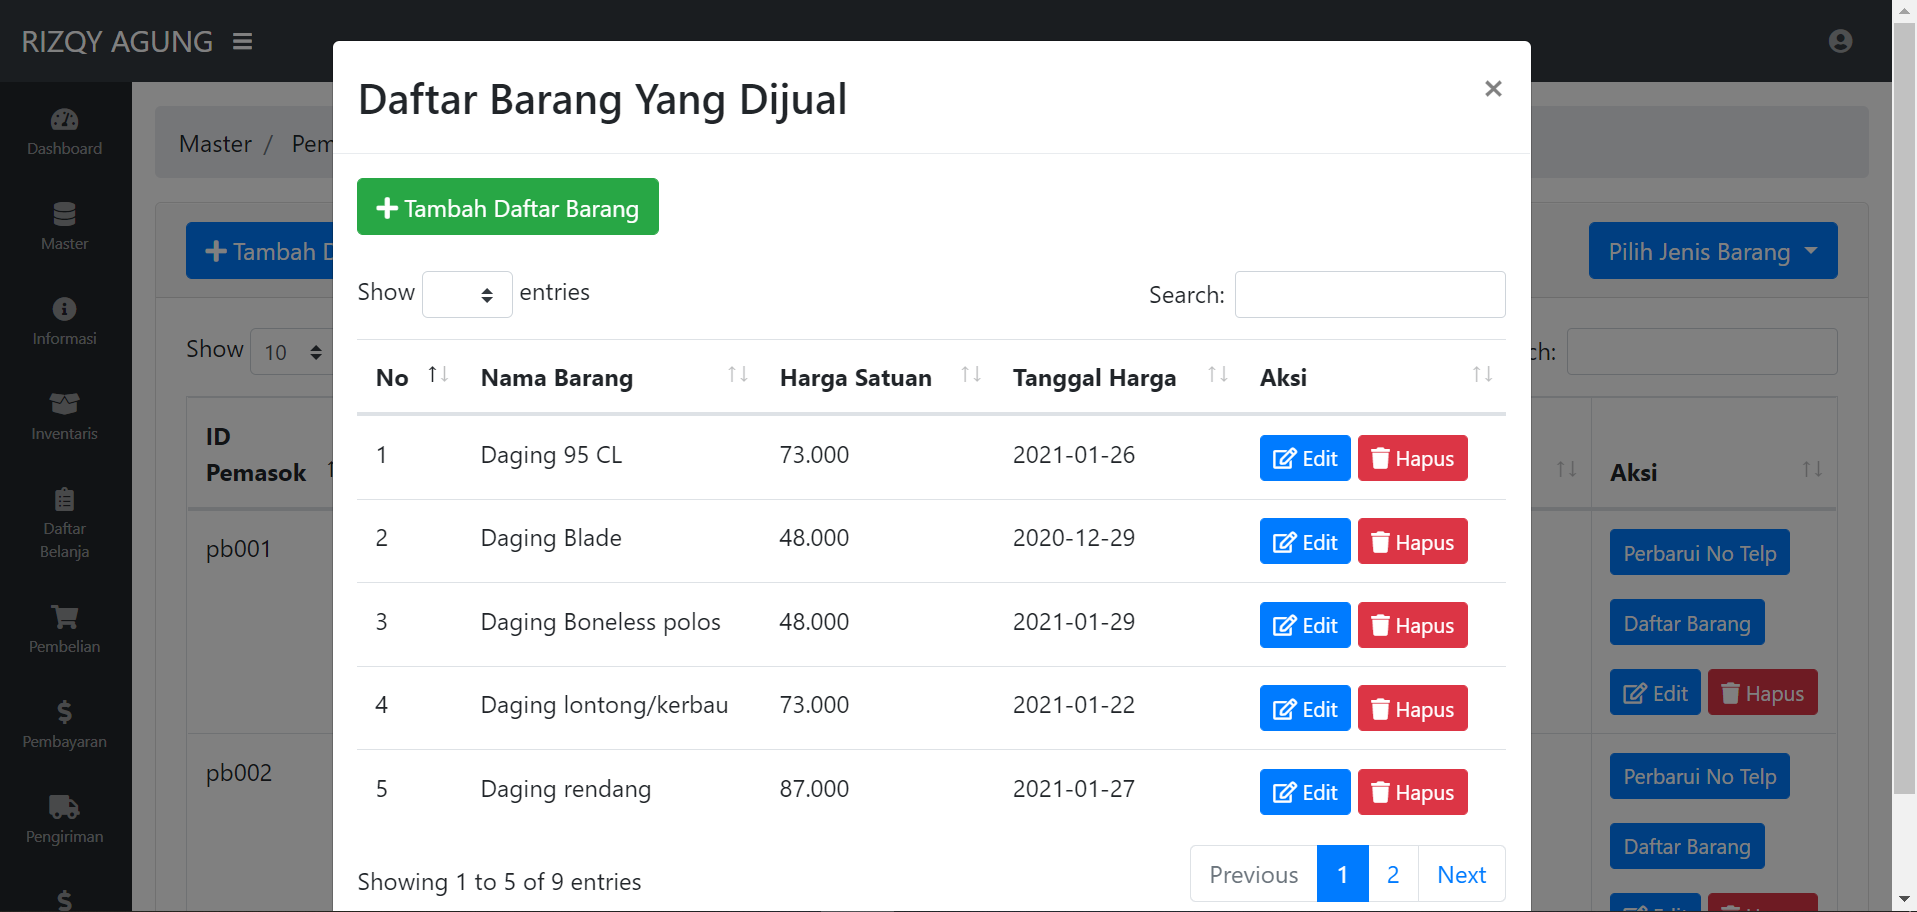 RIZQY AGUNG
Dashboard
Master
Informasi
Inventaris
Daftar
Belanja
Pembelian
Pembayaran
Pengiriman
Master / Pem
Tambah D
Pilih Jenis Barang
Show 10
ch:
ID
Pemasok
Aksi
pb001
Perbarui No Telp
Daftar Barang
Edit Hapus
pb002
Perbarui No Telp
Daftar Barang
Daftar Barang Yang Dijual
×
Tambah Daftar Barang
Show entries
Search:
No Nama Barang Harga Satuan Tanggal Harga Aksi
1 Daging 95 CL 73.000 2021-01-26 Edit Hapus
2 Daging Blade 48.000 2020-12-29 Edit Hapus
3 Daging Boneless polos 48.000 2021-01-29 Edit Hapus
4 Daging lontong/kerbau 73.000 2021-01-22 Edit Hapus
5 Daging rendang 87.000 2021-01-27 Edit Hapus
Showing 1 to 5 of 9 entries
Previous 1 2 Next